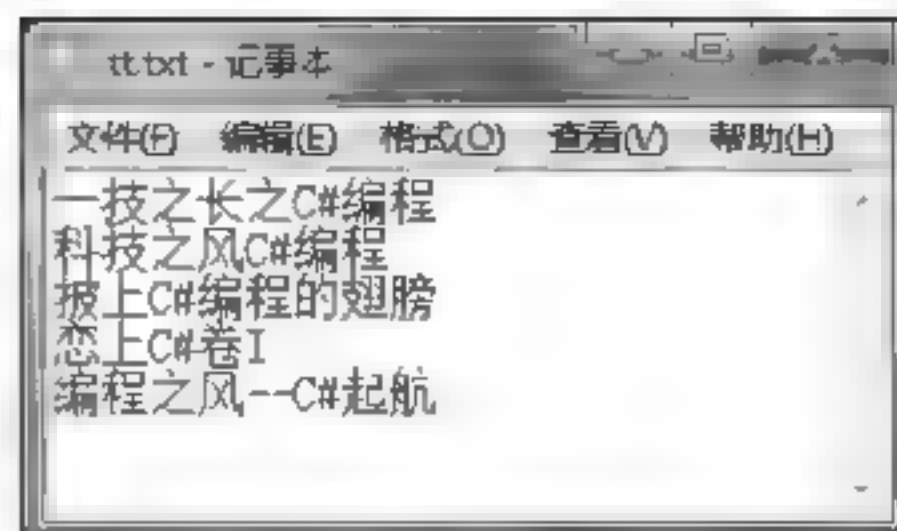 tt.txt - 记事本
文件(F) 编辑(E) 格式(O) 查看(V) 帮助(H)
一技之长之C#编程
科技之风C#编程
披上C#编程的翅膀
恋上C#卷I
编程之风--C#起航